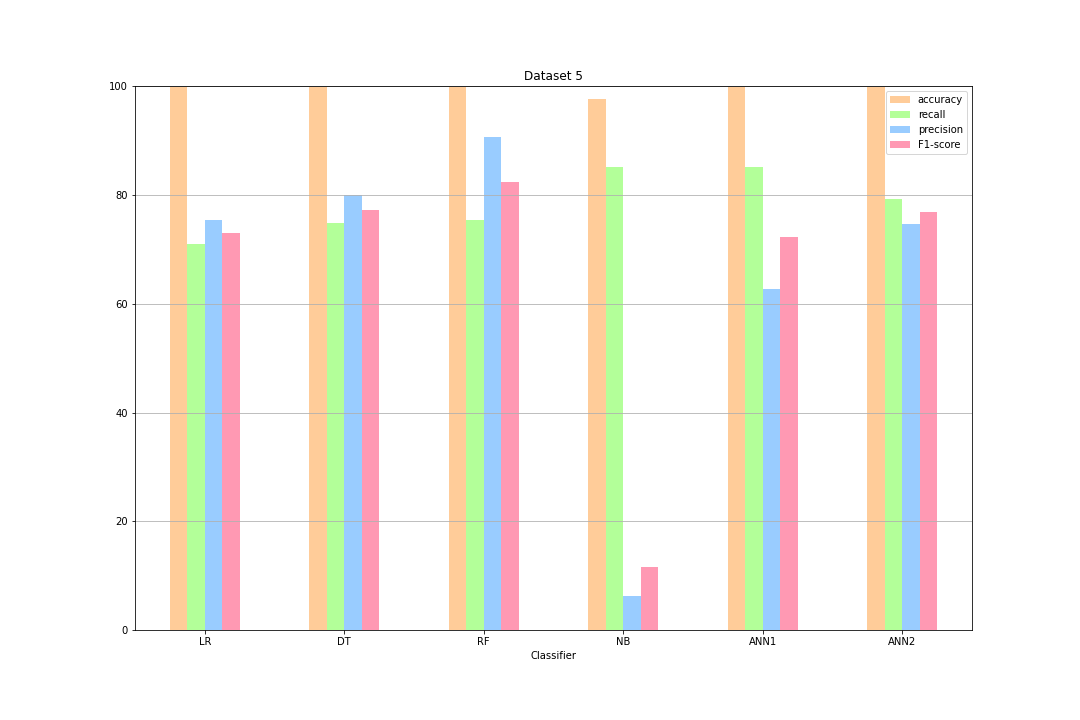 Dataset 5
100
80
60
40
20
0
accuracy
recall
precision
F1-score
LR DT RF NB ANN1 ANN2
Classifier